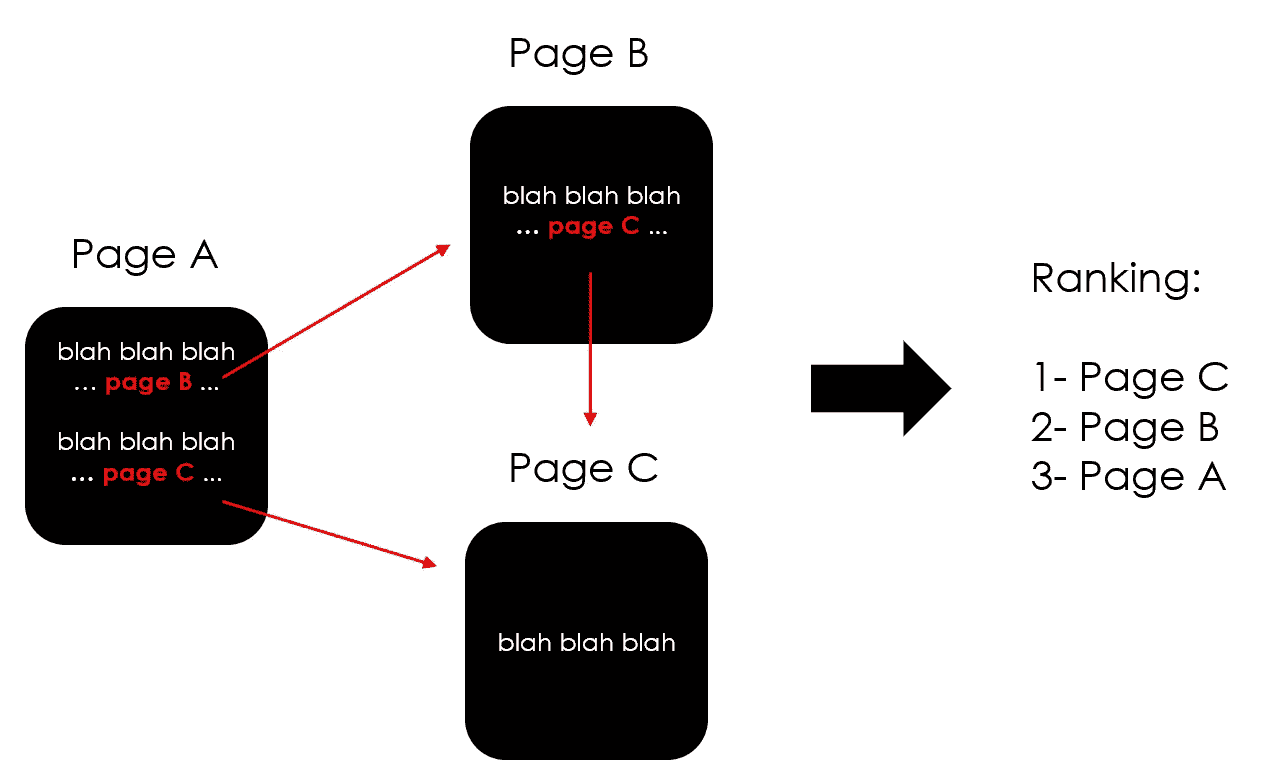 Page B
blah blah blah
... page C ...
Page A
blah blah blah
... page B ...
blah blah blah
... page C ...
Page C
blah blah blah
Ranking:
1- Page C
2- Page B
3- Page A